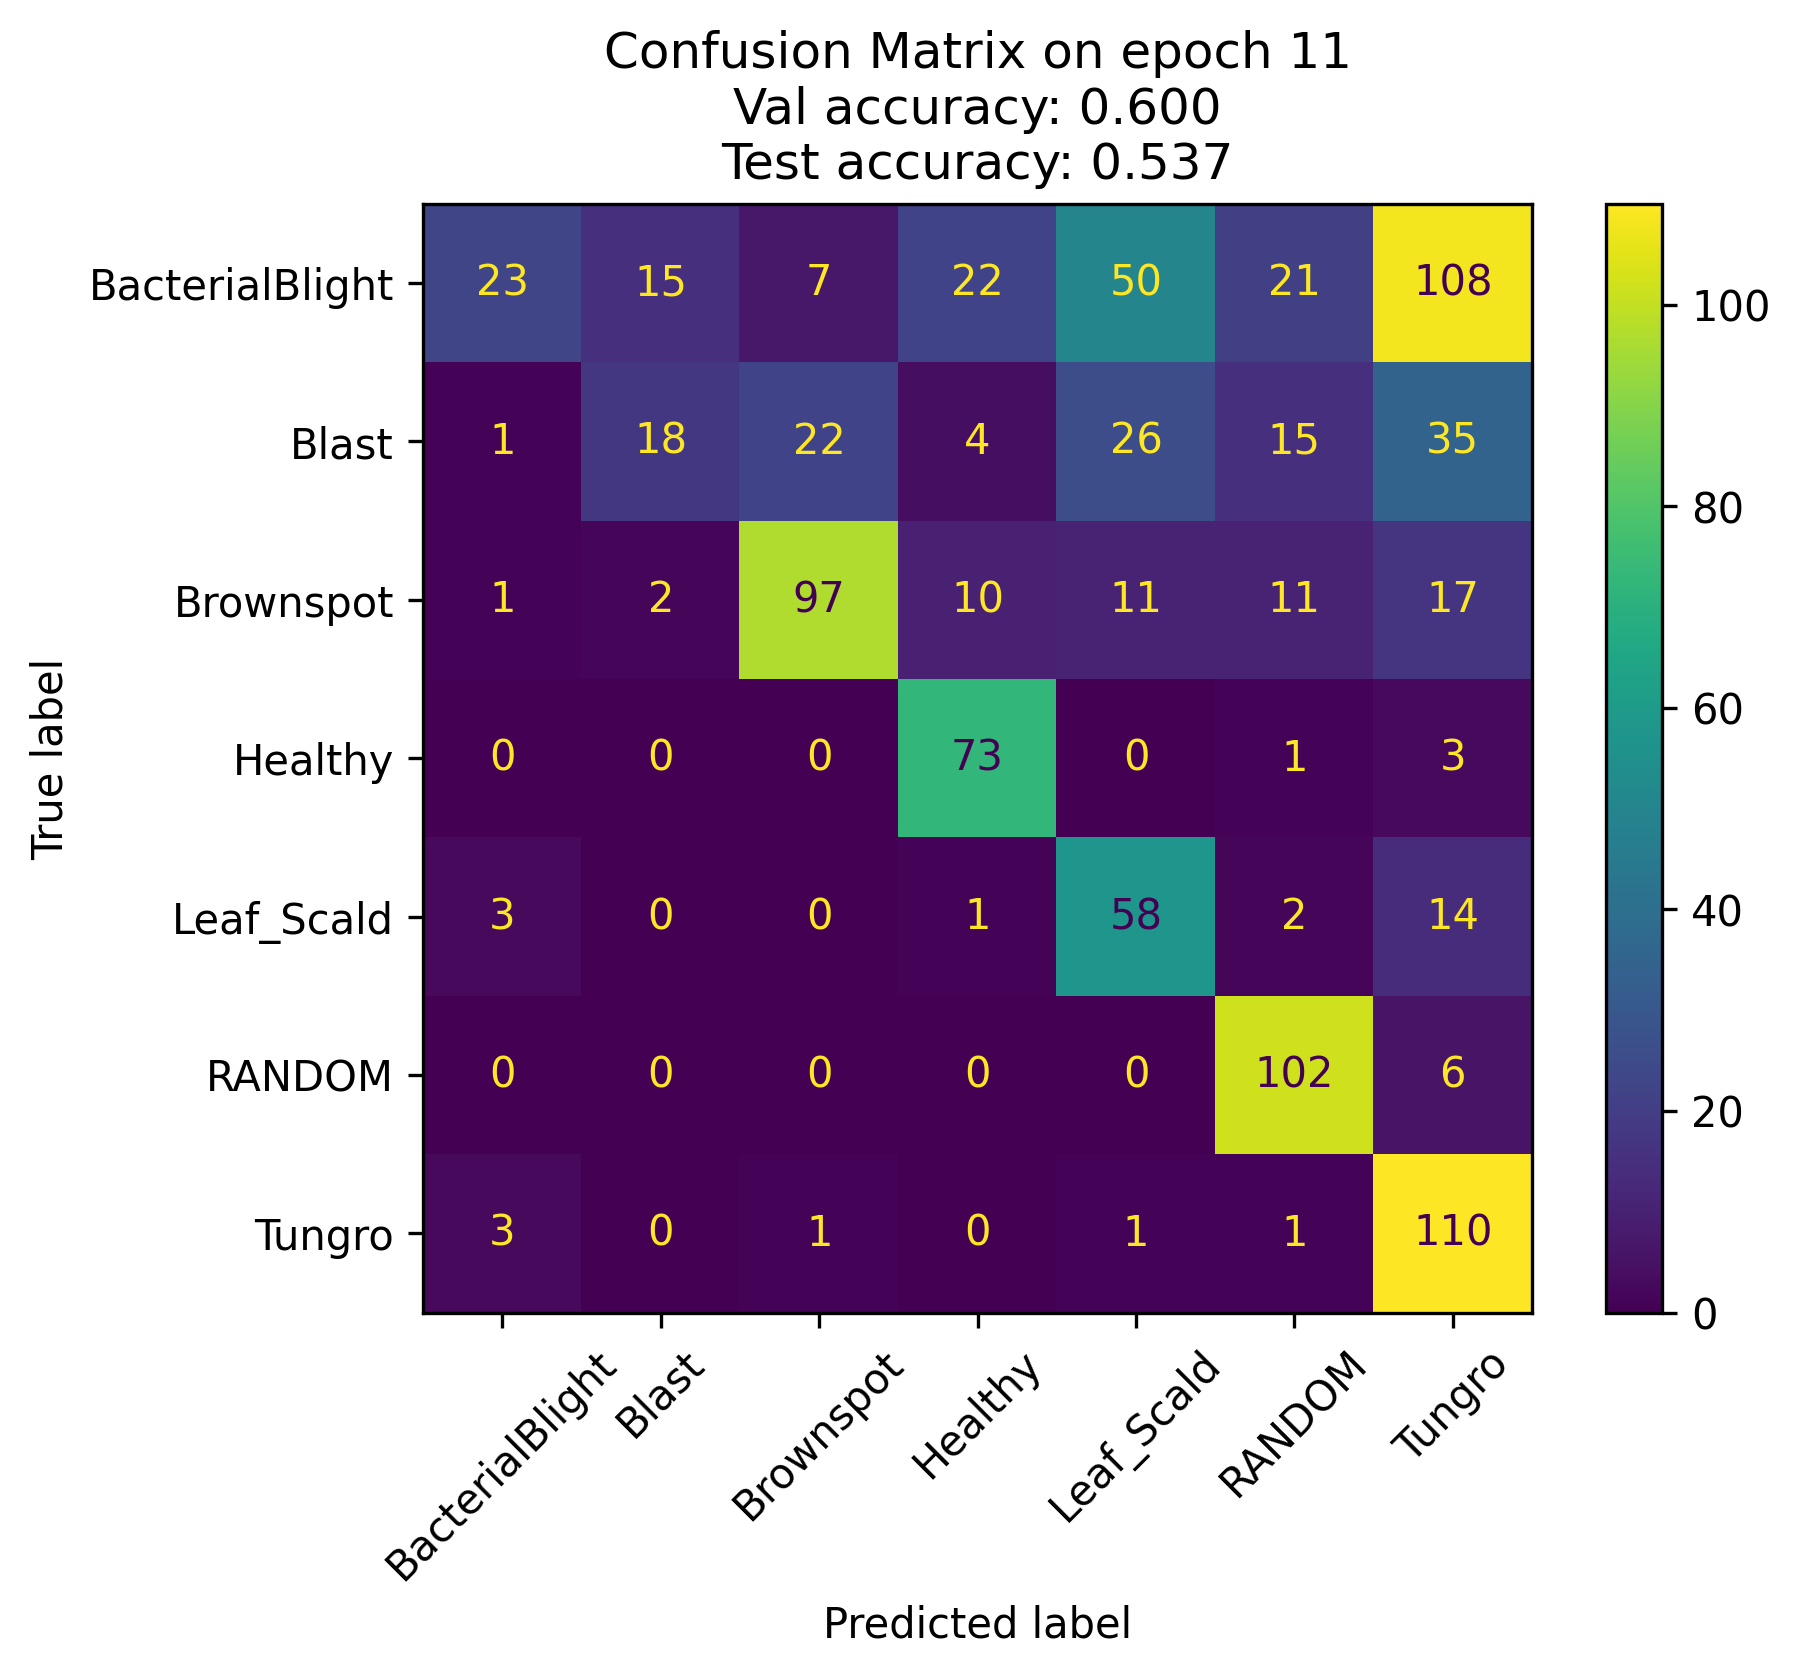 Confusion Matrix on epoch 11
Val accuracy: 0.600
Test accuracy: 0.537
BacterialBlight 23 15 7 22 50 21 108
Blast 1 18 22 4 26 15 35
Brownspot 1 2 97 10 11 11 17
Healthy 0 0 0 73 0 1 3
Leaf_Scald 3 0 0 1 58 2 14
RANDOM 0 0 0 0 0 102 6
Tungro 3 0 1 0 1 1 110
True label
BacterialBlight Blast Brownspot Healthy Leaf_Scald RANDOM Tungro
Predicted label
100
80
60
40
20
0